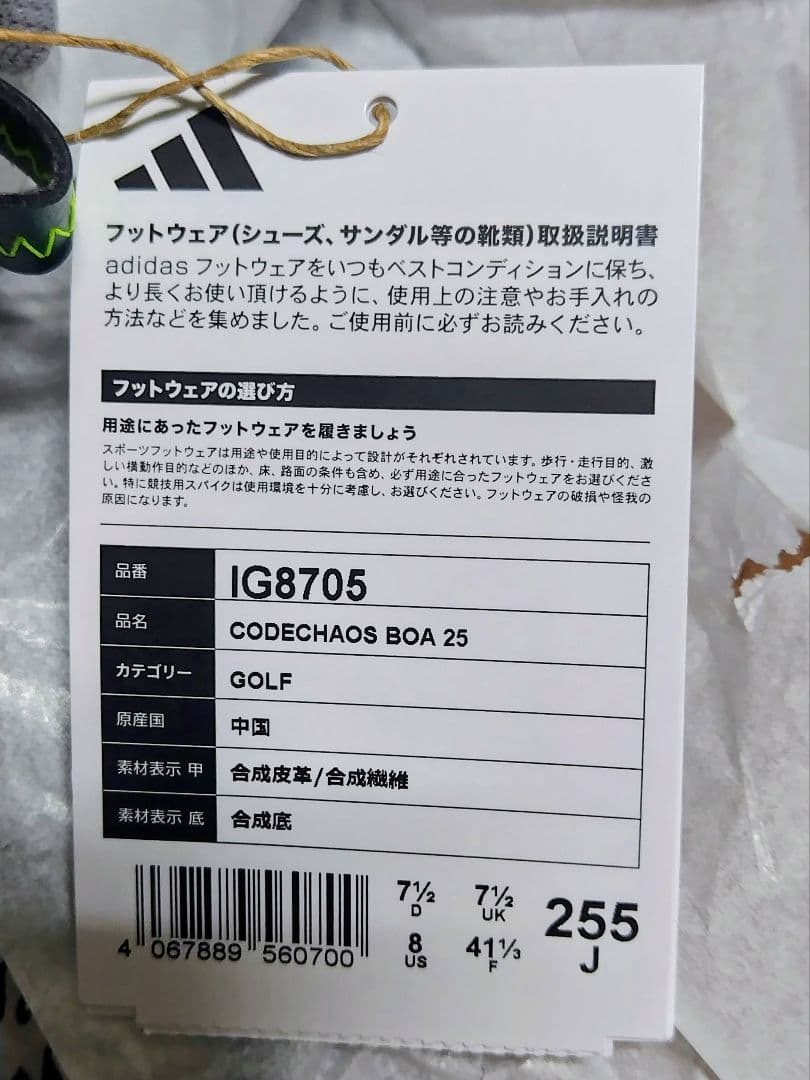 フットウェア(シューズ、サンダル等の靴類)取扱説明書
adidas フットウェアをいつもベストコンディションに保ち、
より長くお使い頂けるように、使用上の注意やお手入れの
方法などを集めました。ご使用前に必ずお読みください。
フットウェアの選び方
用途にあったフットウェアを履きましょう
スポーツフットウェアは用途や使用目的によって設計がそれぞれされています。歩行・走行目的、激
しい横動作目的などのほか、床、路面の条件も含め、必ず用途に合ったフットウェアをお選びくださ
い。特に競技用スパイクは使用環境を十分に考慮し、お選びください。フットウェアの破損や怪我の
原因になります。
品番 IG8705
品名 CODECHAOS BOA 25
カテゴリー GOLF
原産国 中国
素材表示 甲 合成皮革/合成繊維
素材表示 底 合成底
7½ 7½ 255
D UK J
8 41⅓
US F
4 067889 560700